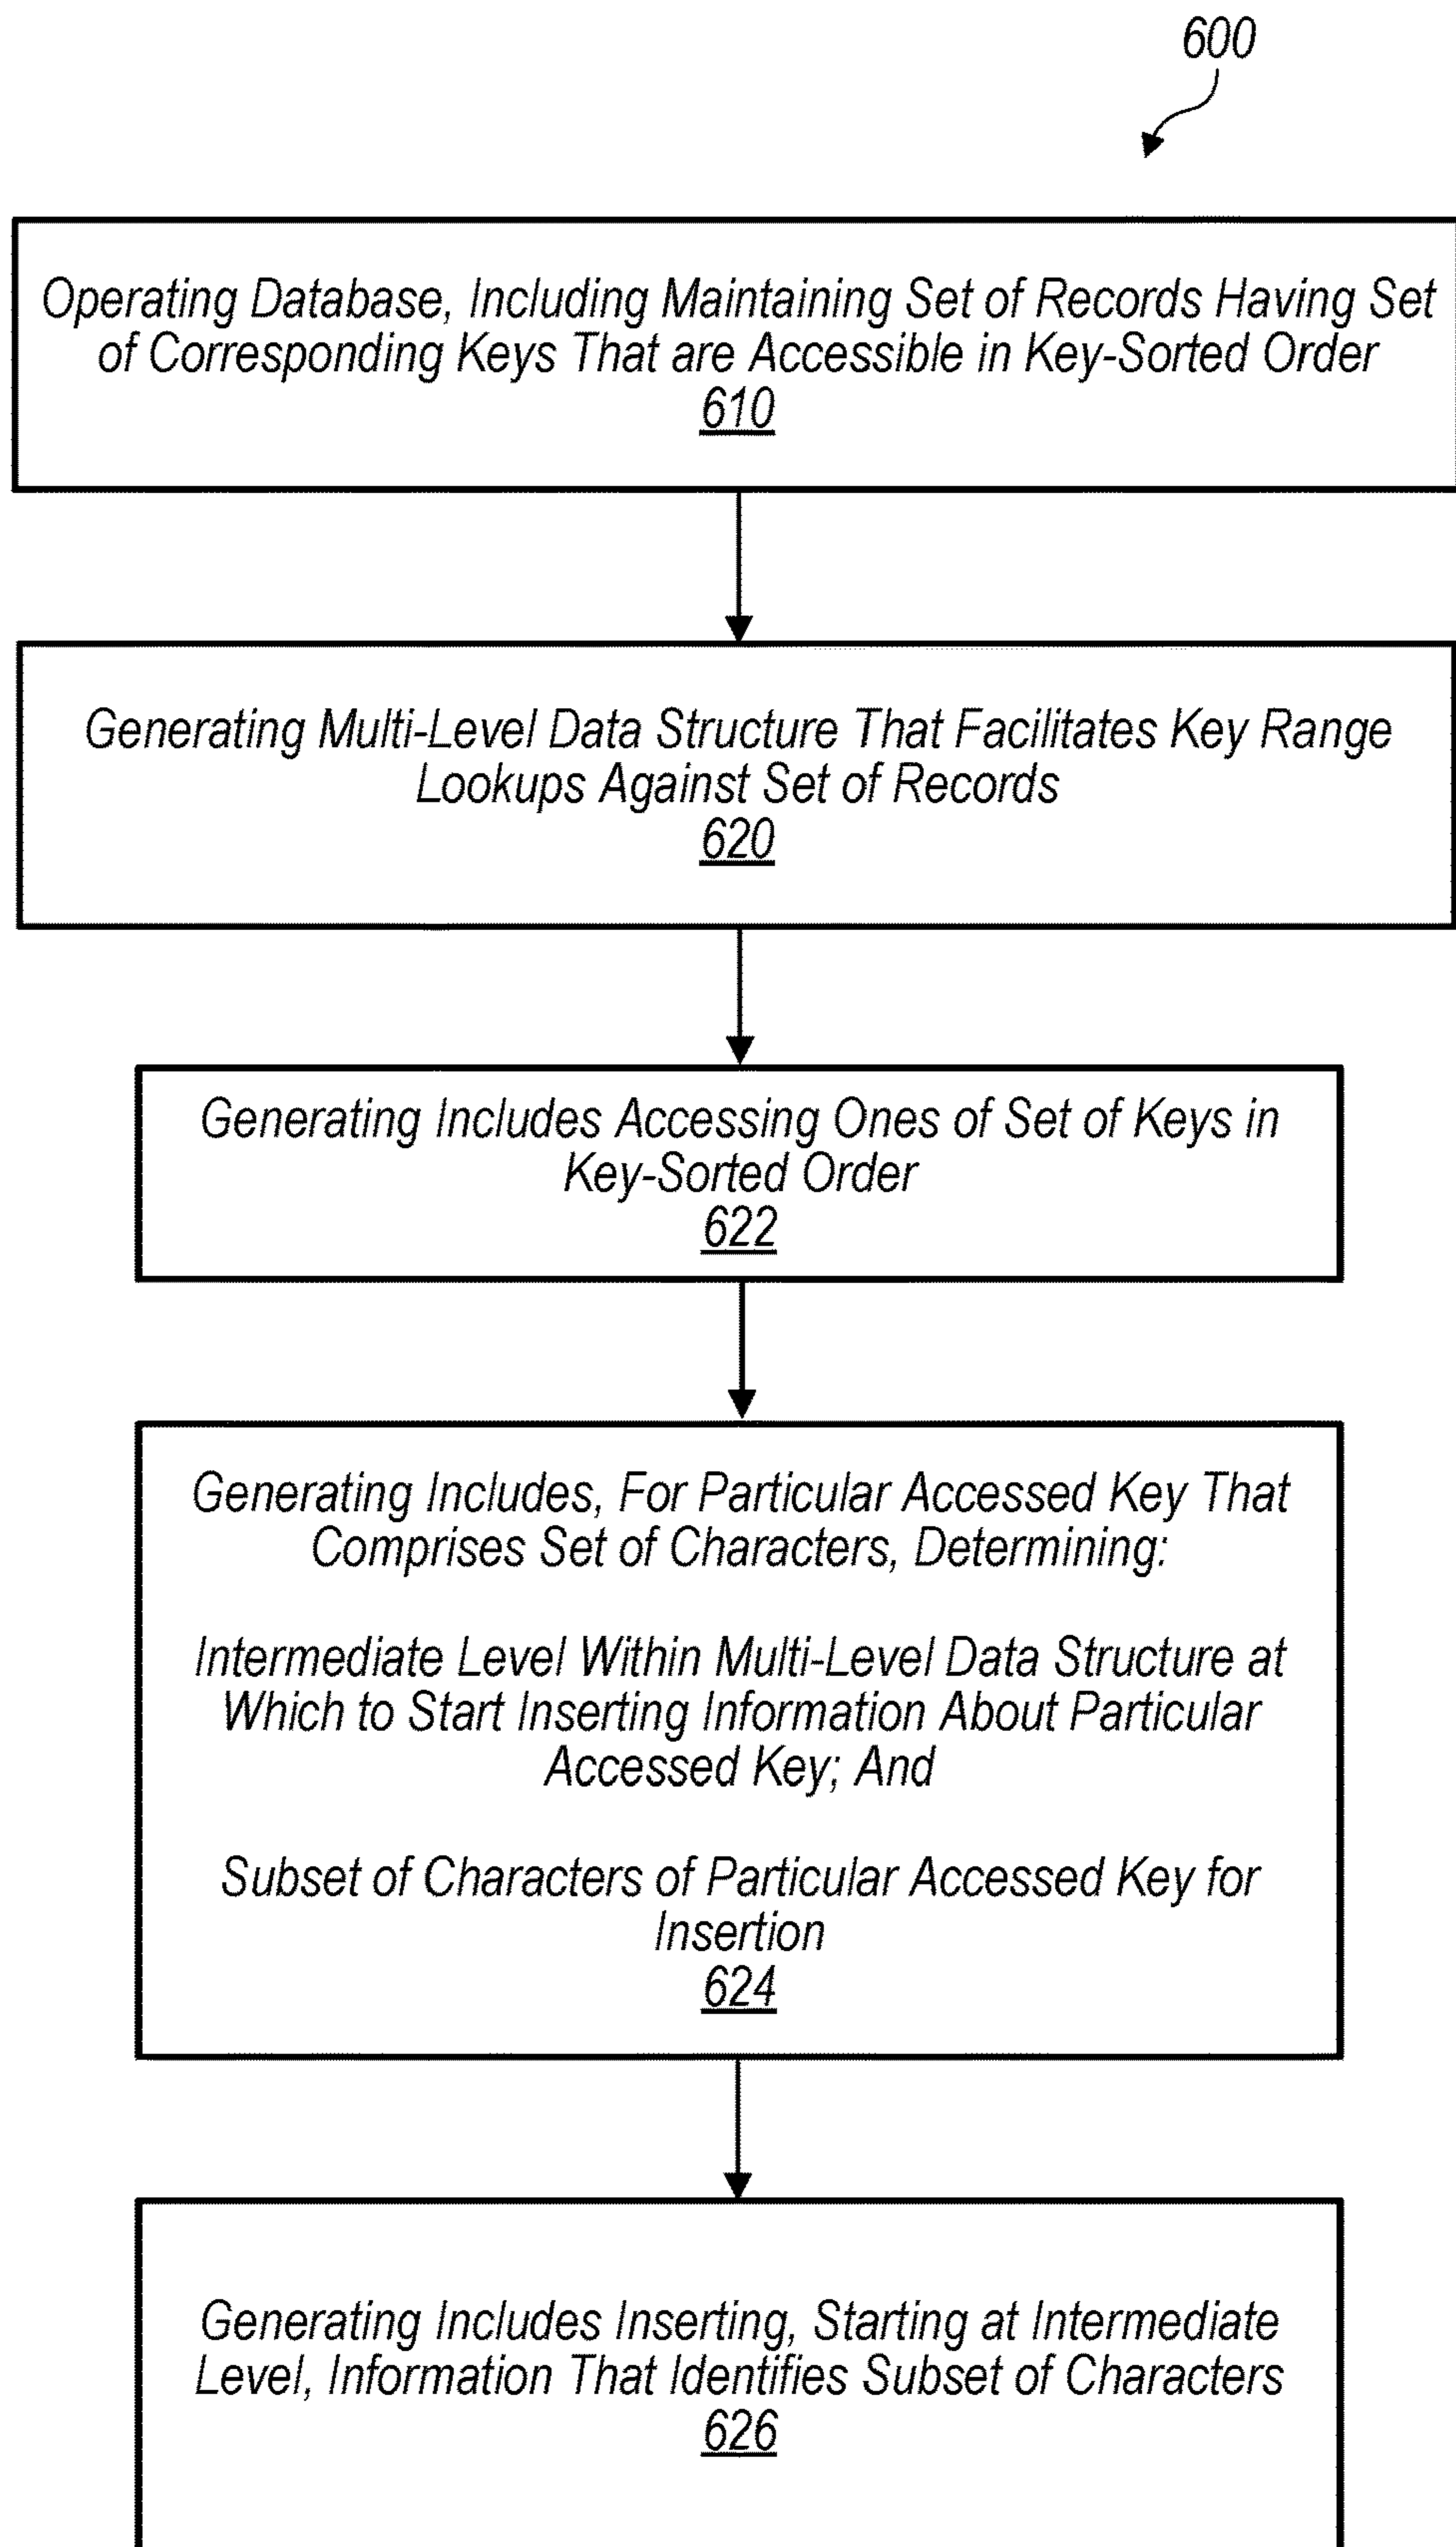 600
Operating Database, Including Maintaining Set of Records Having Set
of Corresponding Keys That are Accessible in Key-Sorted Order
610
Generating Multi-Level Data Structure That Facilitates Key Range
Lookups Against Set of Records
620
Generating Includes Accessing Ones of Set of Keys in
Key-Sorted Order
622
Generating Includes, For Particular Accessed Key That
Comprises Set of Characters, Determining:
Intermediate Level Within Multi-Level Data Structure at
Which to Start Inserting Information About Particular
Accessed Key; And
Subset of Characters of Particular Accessed Key for
Insertion
624
Generating Includes Inserting, Starting at Intermediate
Level, Information That Identifies Subset of Characters
626